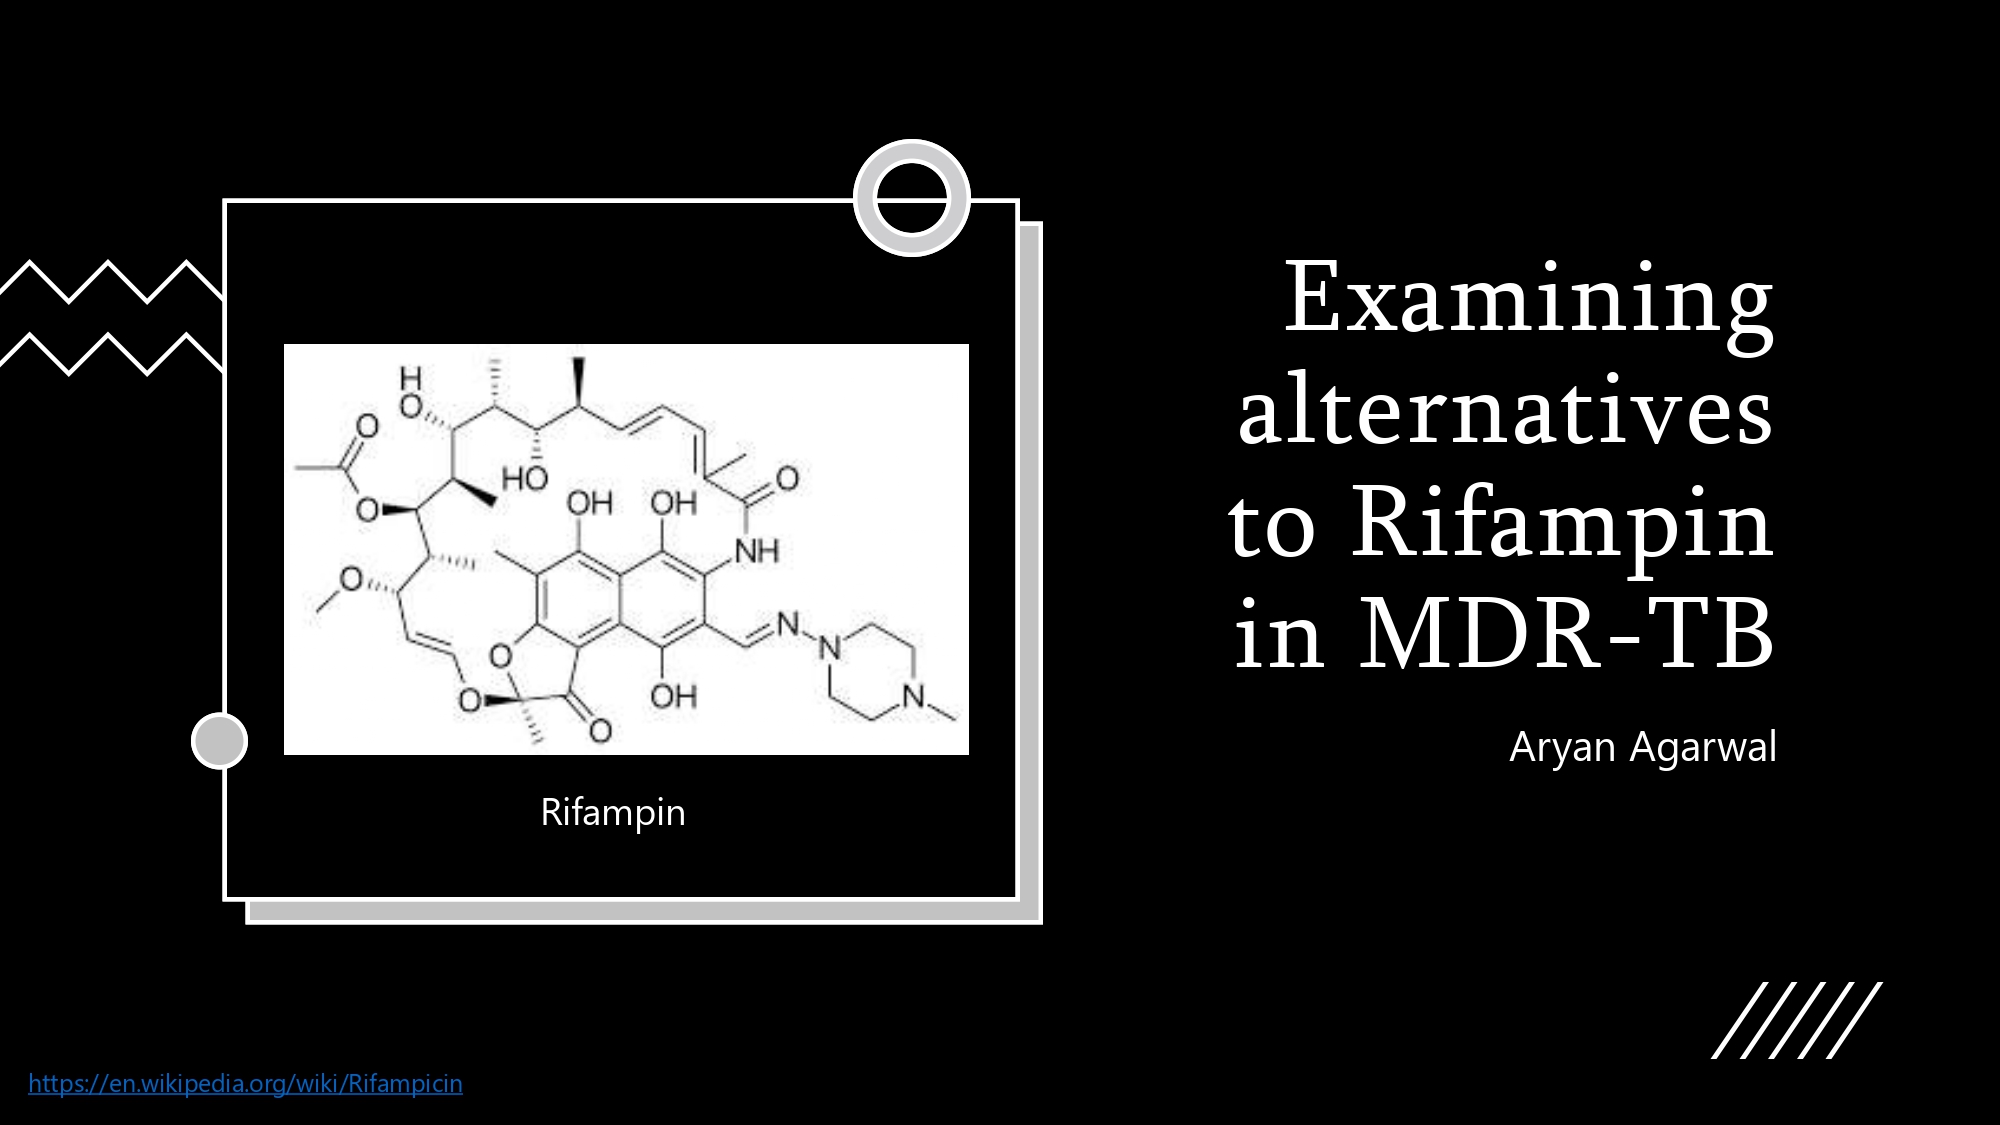 Examining
alternatives
to Rifampin
in MDR-TB
Aryan Agarwal
H
O
O
O
HO
OH
OH
O
NH
O
N
N
O
O
OH
N
O
Rifampin
https://en.wikipedia.org/wiki/Rifampicin